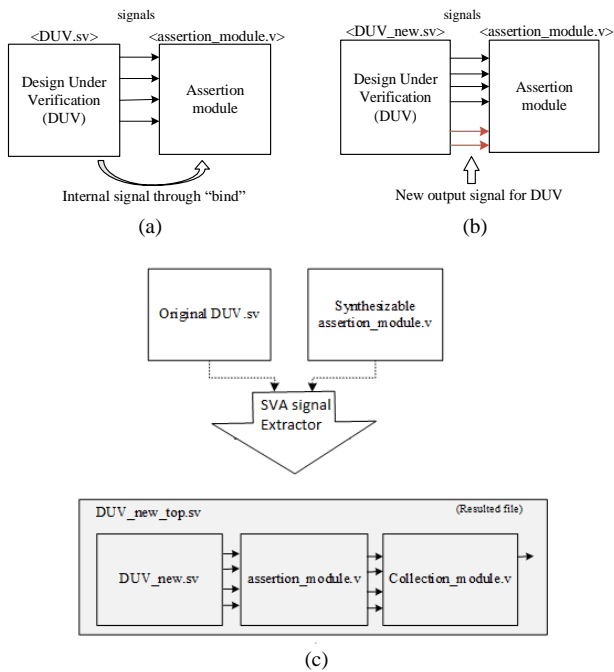 signals
<DUV.sv>
<assertion_module.v>
Design Under
Verification
(DUV)
Assertion
module
Internal signal through “bind”
(a)
signals
<DUV_new.sv>
<assertion_module.v>
Design Under
Verification
(DUV)
Assertion
module
New output signal for DUV
(b)
Original DUV.sv
Synthesizable
assertion_module.v
SVA signal
Extractor
DUV_new_top.sv
(Resulted file)
DUV_new.sv
assertion_module.v
Collection_module.v
(c)